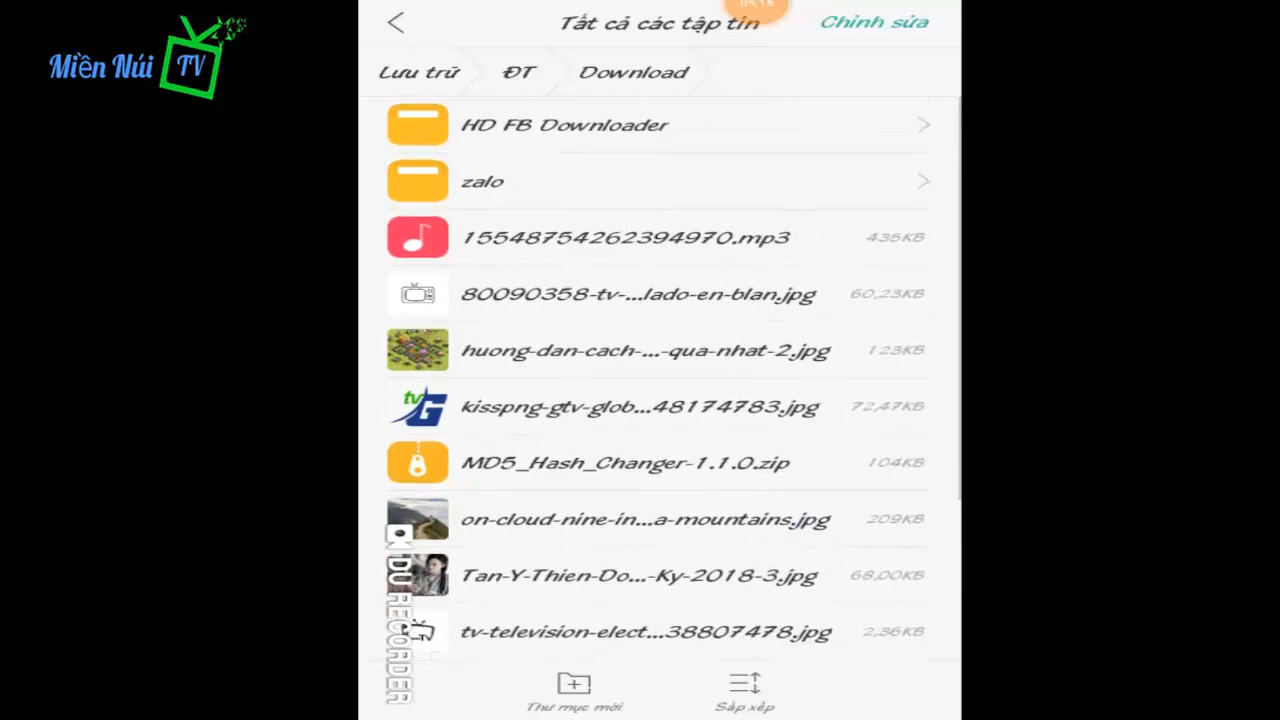 05:15
Miền Núi TV
Tất cả các tập tin
Chỉnh sửa
Lưu trữ
ĐT
Download
HD FB Downloader
zalo
15548754262394970.mp3
435KB
80090358-tv-...lado-en-blan.jpg
60,23KB
huong-dan-cach-...-qua-nhat-2.jpg
123KB
tv G
kisspng-gtv-glob...48174783.jpg
72,47KB
MD5_Hash_Changer-1.1.0.zip
104KB
on-cloud-nine-in...a-mountains.jpg
209KB
Tan-Y-Thien-Do...-Ky-2018-3.jpg
68,00KB
TV
tv-television-elect...38807478.jpg
2,36KB
DU RECORDER
Thư mục mới
Sắp xếp